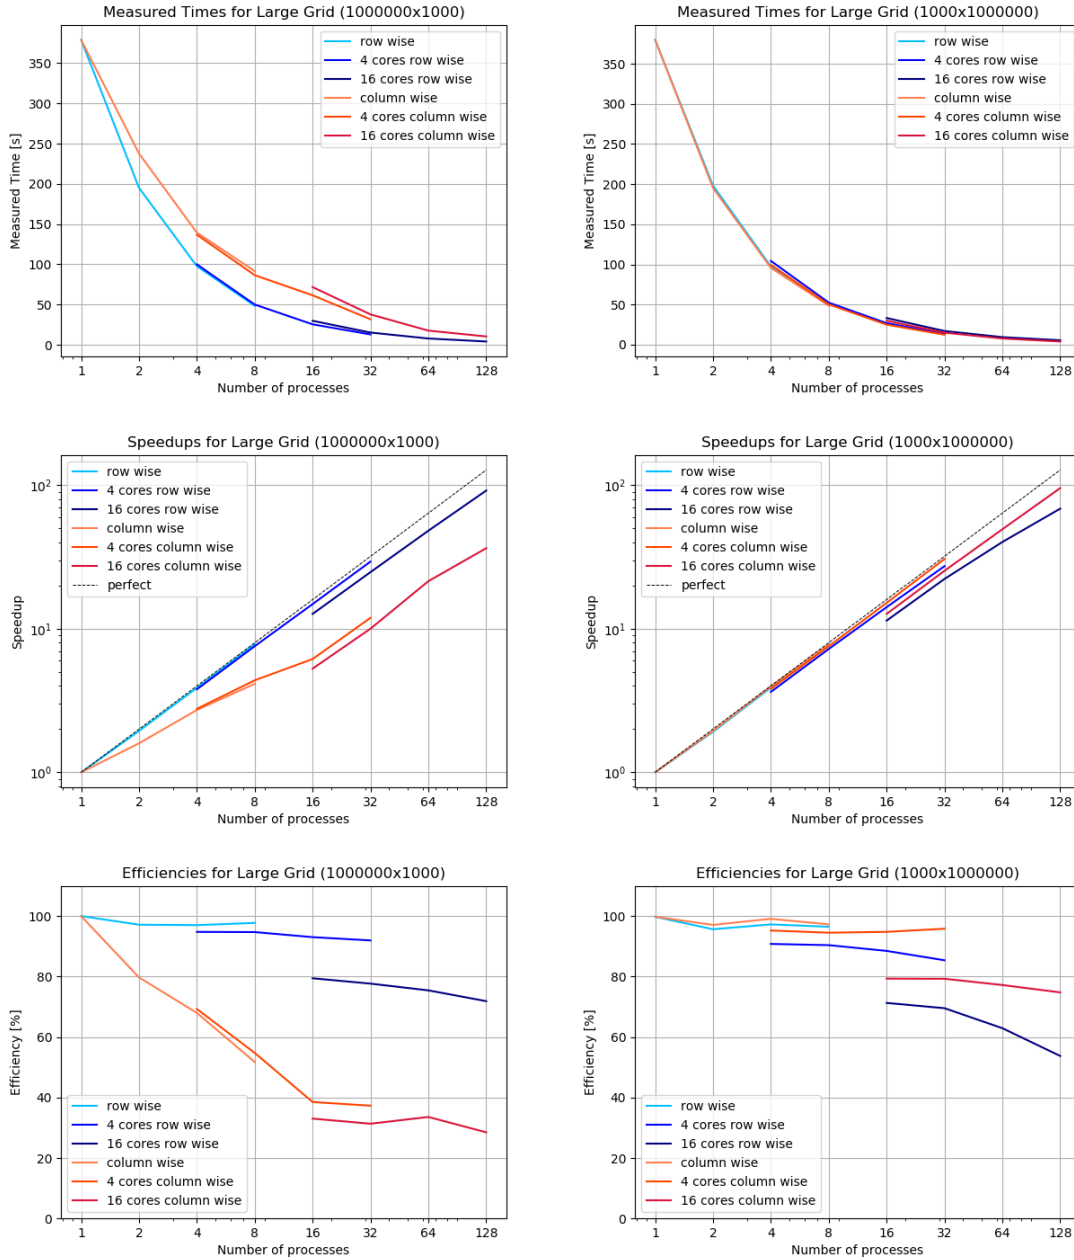 Measured Times for Large Grid (1000000x1000)
Measured Time [s]
350
300
250
200
150
100
50
0
row wise
4 cores row wise
16 cores row wise
column wise
4 cores column wise
16 cores column wise
1 2 4 8 16 32 64 128
Number of processes
Measured Times for Large Grid (1000x1000000)
Measured Time [s]
350
300
250
200
150
100
50
0
row wise
4 cores row wise
16 cores row wise
column wise
4 cores column wise
16 cores column wise
1 2 4 8 16 32 64 128
Number of processes
Speedups for Large Grid (1000000x1000)
Speedup
10²
10¹
10⁰
row wise
4 cores row wise
16 cores row wise
column wise
4 cores column wise
16 cores column wise
perfect
1 2 4 8 16 32 64 128
Number of processes
Speedups for Large Grid (1000x1000000)
Speedup
10²
10¹
10⁰
row wise
4 cores row wise
16 cores row wise
column wise
4 cores column wise
16 cores column wise
perfect
1 2 4 8 16 32 64 128
Number of processes
Efficiencies for Large Grid (1000000x1000)
Efficiency [%]
100
80
60
40
20
0
row wise
4 cores row wise
16 cores row wise
column wise
4 cores column wise
16 cores column wise
1 2 4 8 16 32 64 128
Number of processes
Efficiencies for Large Grid (1000x1000000)
Efficiency [%]
100
80
60
40
20
0
row wise
4 cores row wise
16 cores row wise
column wise
4 cores column wise
16 cores column wise
1 2 4 8 16 32 64 128
Number of processes